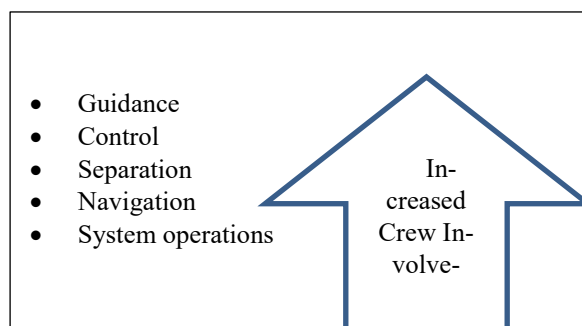 Guidance
Control
Separation
Navigation
System operations
In-
creased
Crew In-
volve-